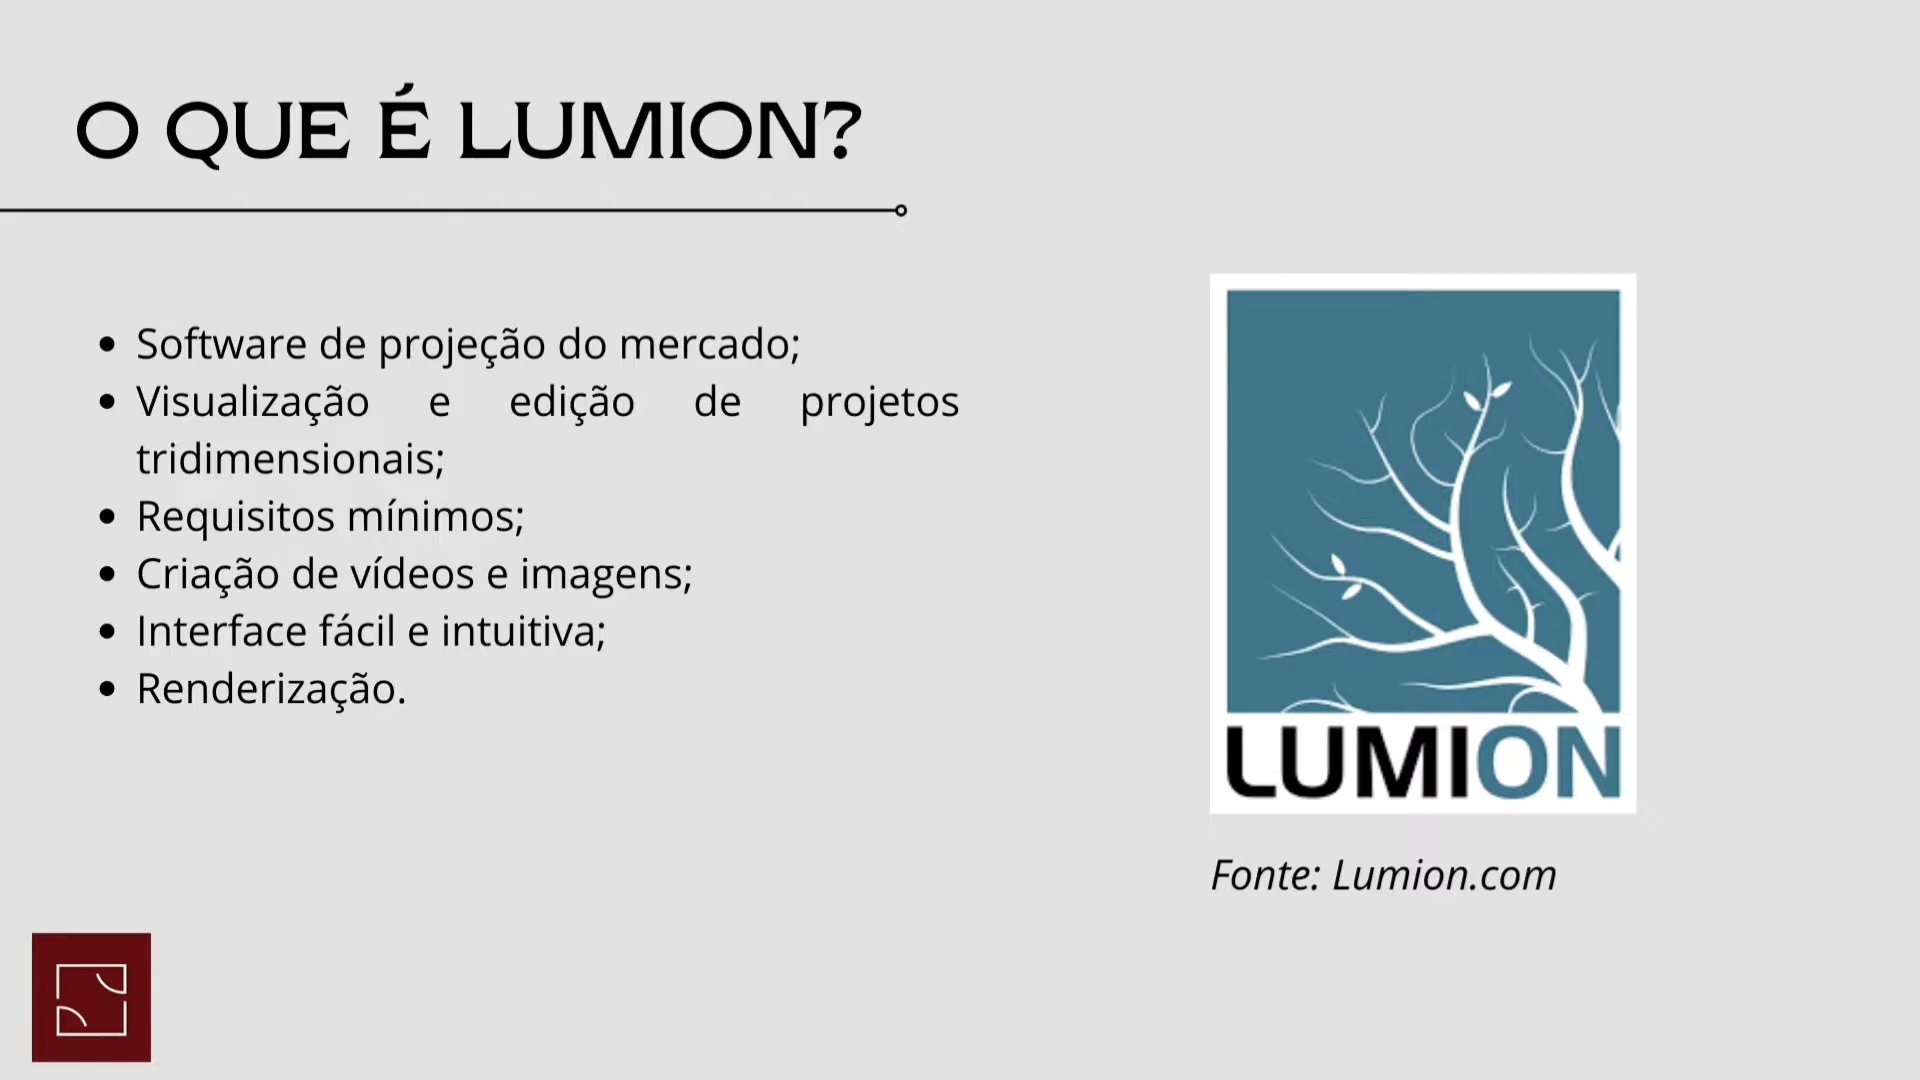 O QUE É LUMION?
• Software de projeção do mercado;
• Visualização e edição de projetos
tridimensionais;
• Requisitos mínimos;
• Criação de vídeos e imagens;
• Interface fácil e intuitiva;
• Renderização.
LUMION
Fonte: Lumion.com